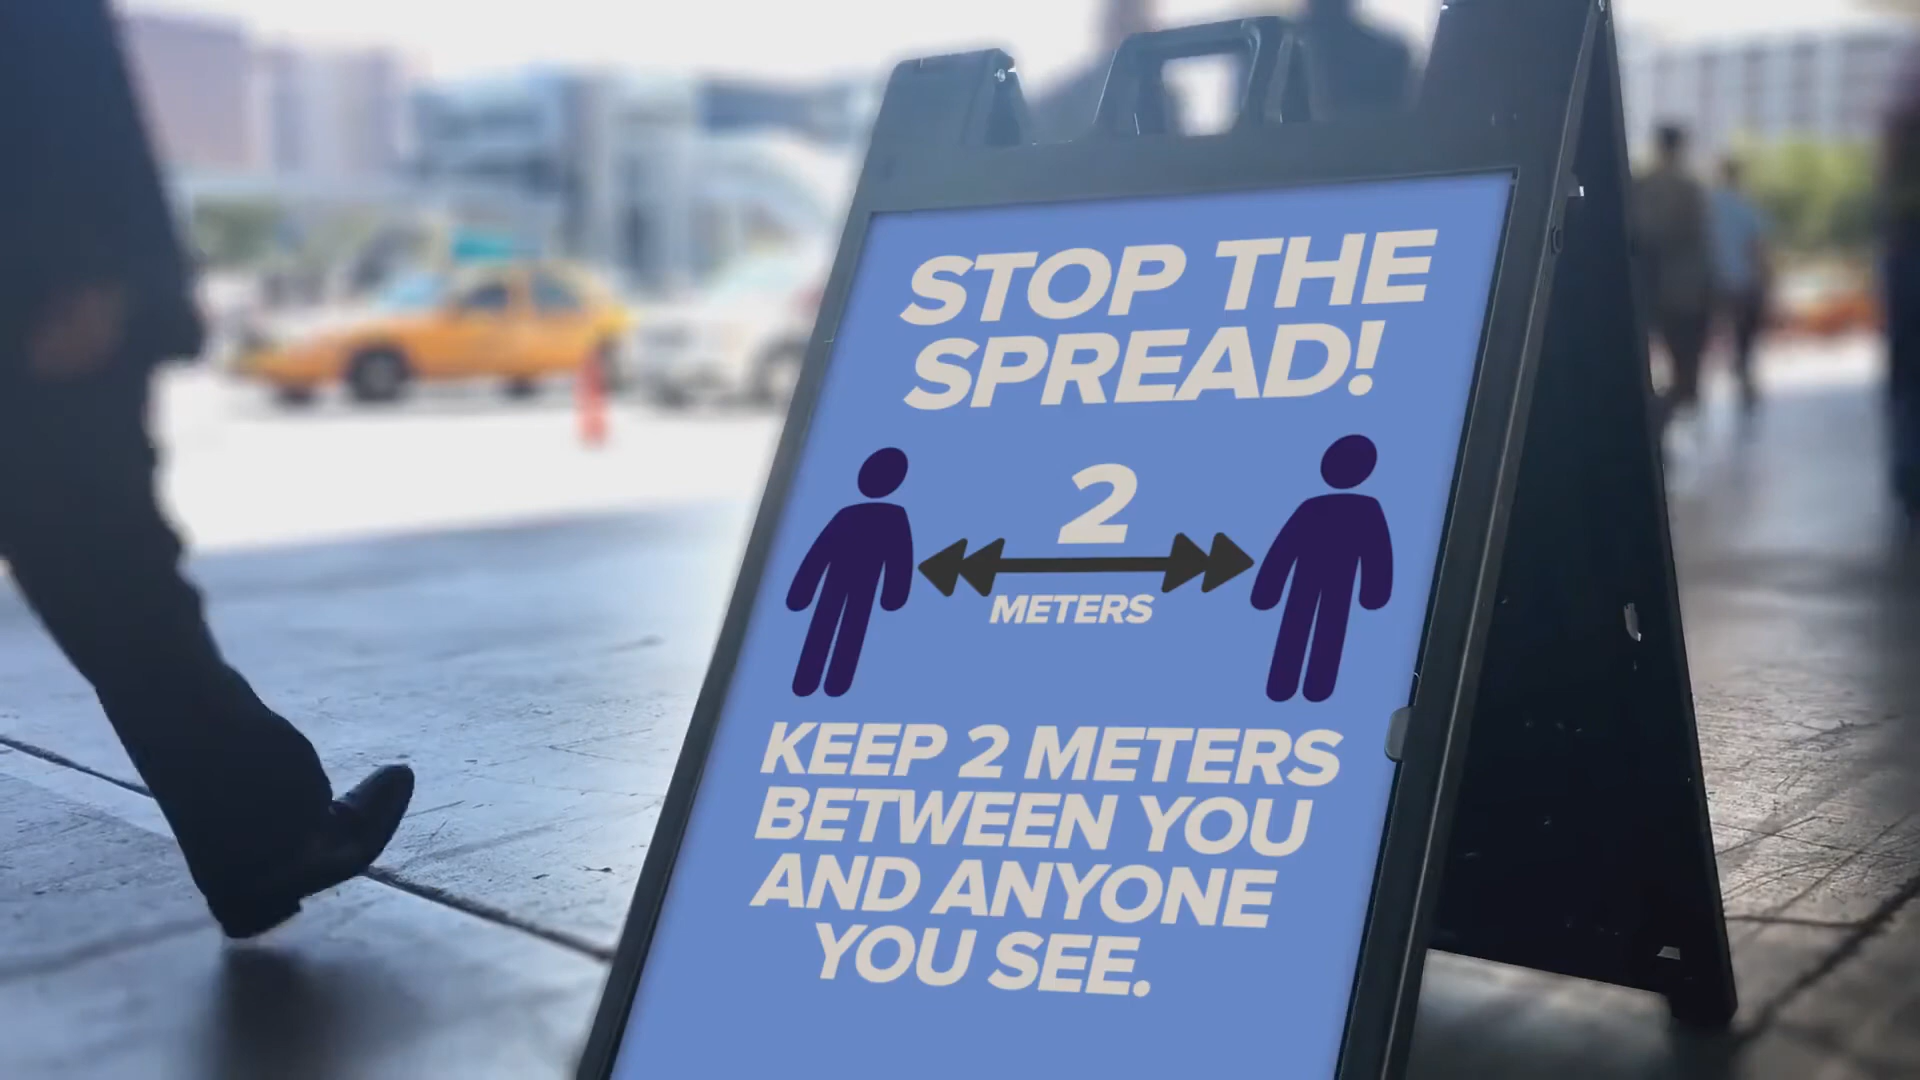 STOP THE
SPREAD!
2
METERS
KEEP 2 METERS
BETWEEN YOU
AND ANYONE
YOU SEE.